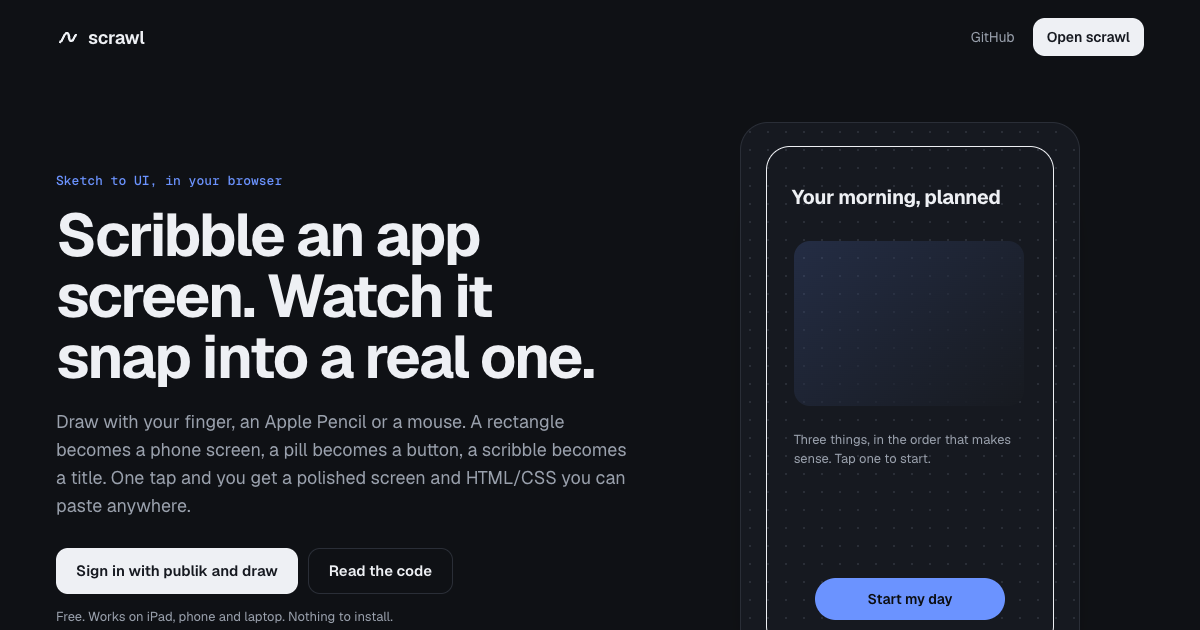 scrawl
GitHub
Open scrawl
Sketch to UI, in your browser
Scribble an app
screen. Watch it
snap into a real one.
Draw with your finger, an Apple Pencil or a mouse. A rectangle
becomes a phone screen, a pill becomes a button, a scribble becomes
a title. One tap and you get a polished screen and HTML/CSS you can
paste anywhere.
Sign in with publik and draw
Read the code
Free. Works on iPad, phone and laptop. Nothing to install.
Your morning, planned
Three things, in the order that makes
sense. Tap one to start.
Start my day